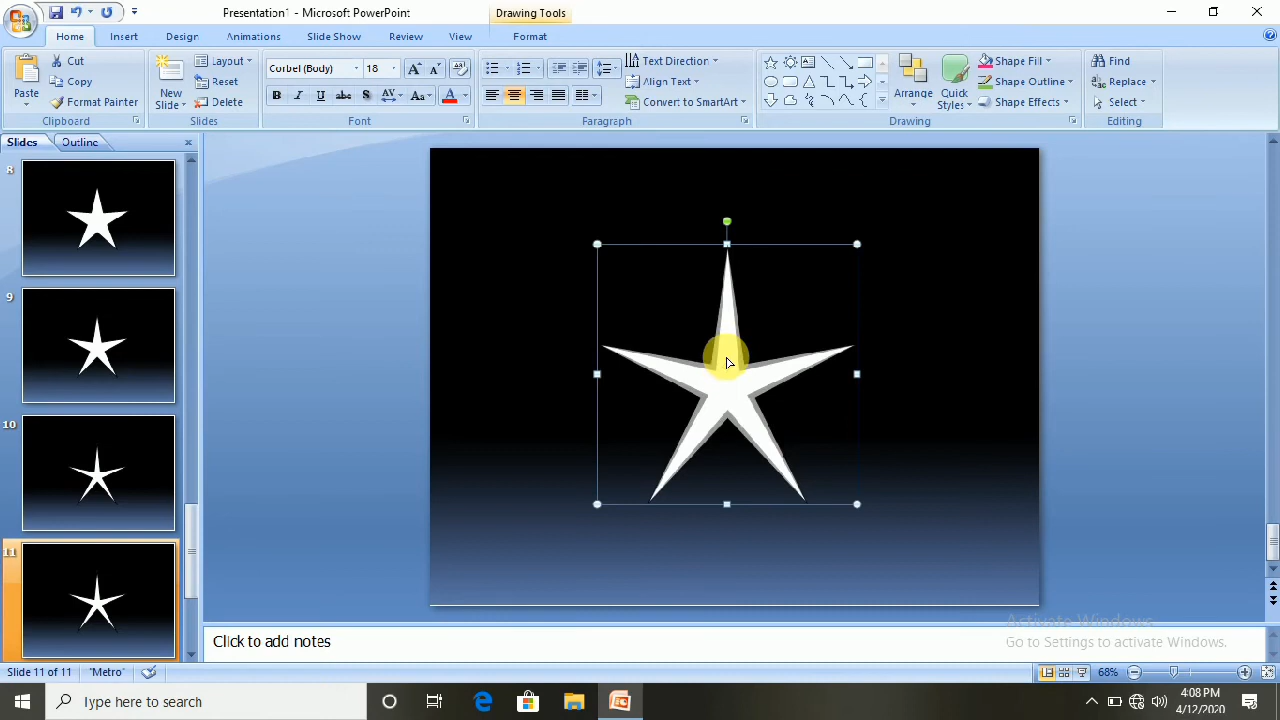 Presentation1 - Microsoft PowerPoint
Drawing Tools
Home Insert Design Animations Slide Show Review View Format
Paste
Cut
Copy
Format Painter
Clipboard
New Slide
Layout
Reset
Delete
Slides
Corbel (Body) 18
B I U abc S AV Aa A
Font
Text Direction
Align Text
Convert to SmartArt
Paragraph
Arrange
Quick Styles
Shape Fill
Shape Outline
Shape Effects
Drawing
Find
Replace
Select
Editing
Slides Outline
8
9
10
11
Click to add notes
Activate Windows
Go to Settings to activate Windows.
Slide 11 of 11 "Metro" 68%
Type here to search
4:08 PM
4/12/2020